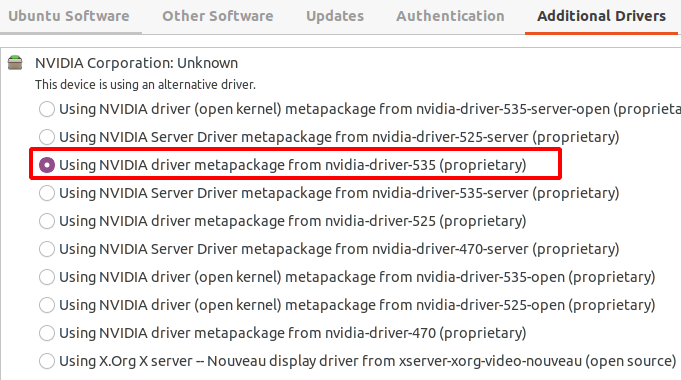 Ubuntu Software Other Software Updates Authentication Additional Drivers
NVIDIA Corporation: Unknown
This device is using an alternative driver.
Using NVIDIA driver (open kernel) metapackage from nvidia-driver-535-server-open (proprieta
Using NVIDIA Server Driver metapackage from nvidia-driver-525-server (proprietary)
Using NVIDIA driver metapackage from nvidia-driver-535 (proprietary)
Using NVIDIA Server Driver metapackage from nvidia-driver-535-server (proprietary)
Using NVIDIA driver metapackage from nvidia-driver-525 (proprietary)
Using NVIDIA Server Driver metapackage from nvidia-driver-470-server (proprietary)
Using NVIDIA driver (open kernel) metapackage from nvidia-driver-535-open (proprietary)
Using NVIDIA driver (open kernel) metapackage from nvidia-driver-525-open (proprietary)
Using NVIDIA driver metapackage from nvidia-driver-470 (proprietary)
Using X.Org X server -- Nouveau display driver from xserver-xorg-video-nouveau (open source)